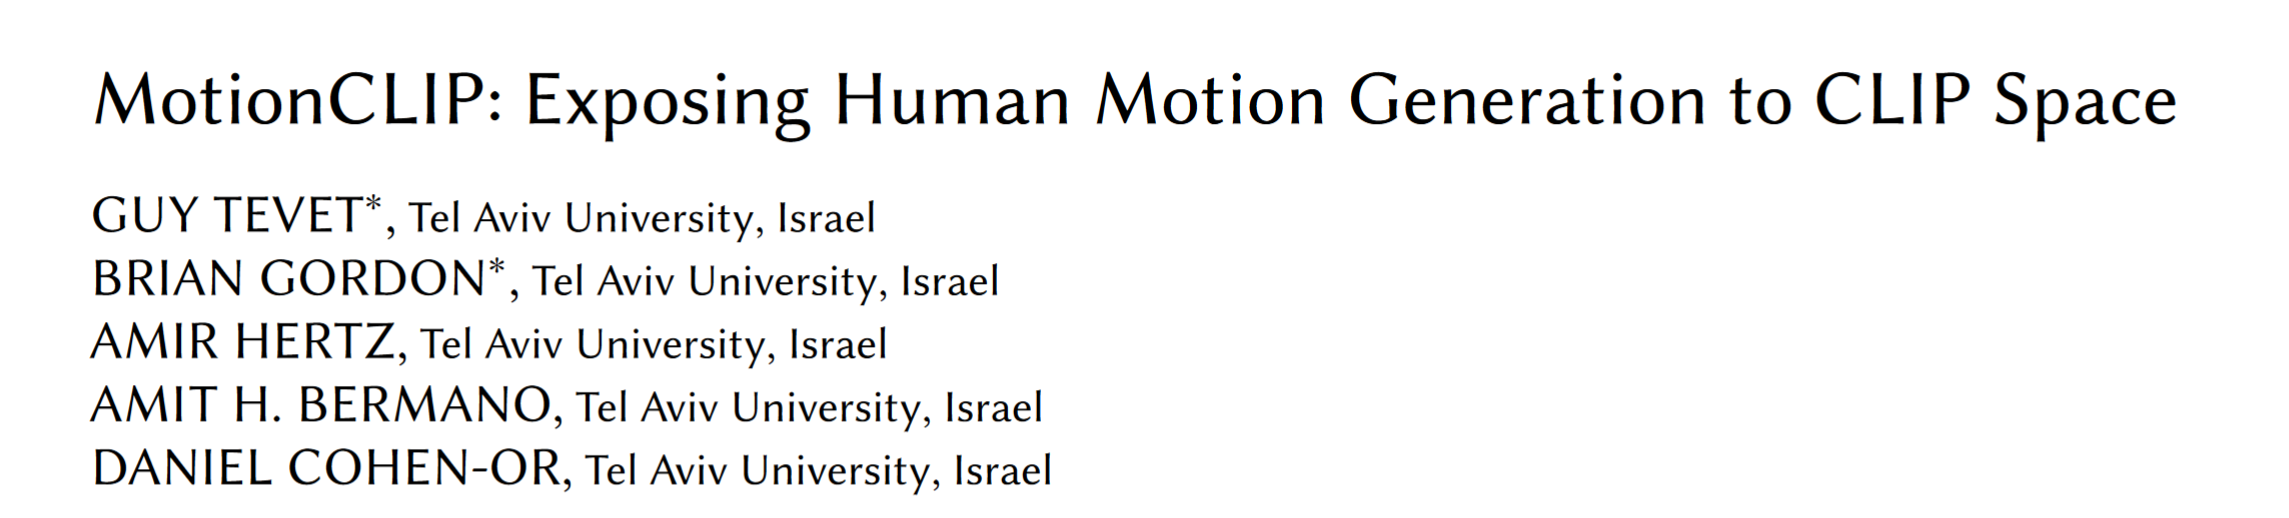 MotionCLIP: Exposing Human Motion Generation to CLIP Space
GUY TEVET*, Tel Aviv University, Israel
BRIAN GORDON*, Tel Aviv University, Israel
AMIR HERTZ, Tel Aviv University, Israel
AMIT H. BERMANO, Tel Aviv University, Israel
DANIEL COHEN-OR, Tel Aviv University, Israel